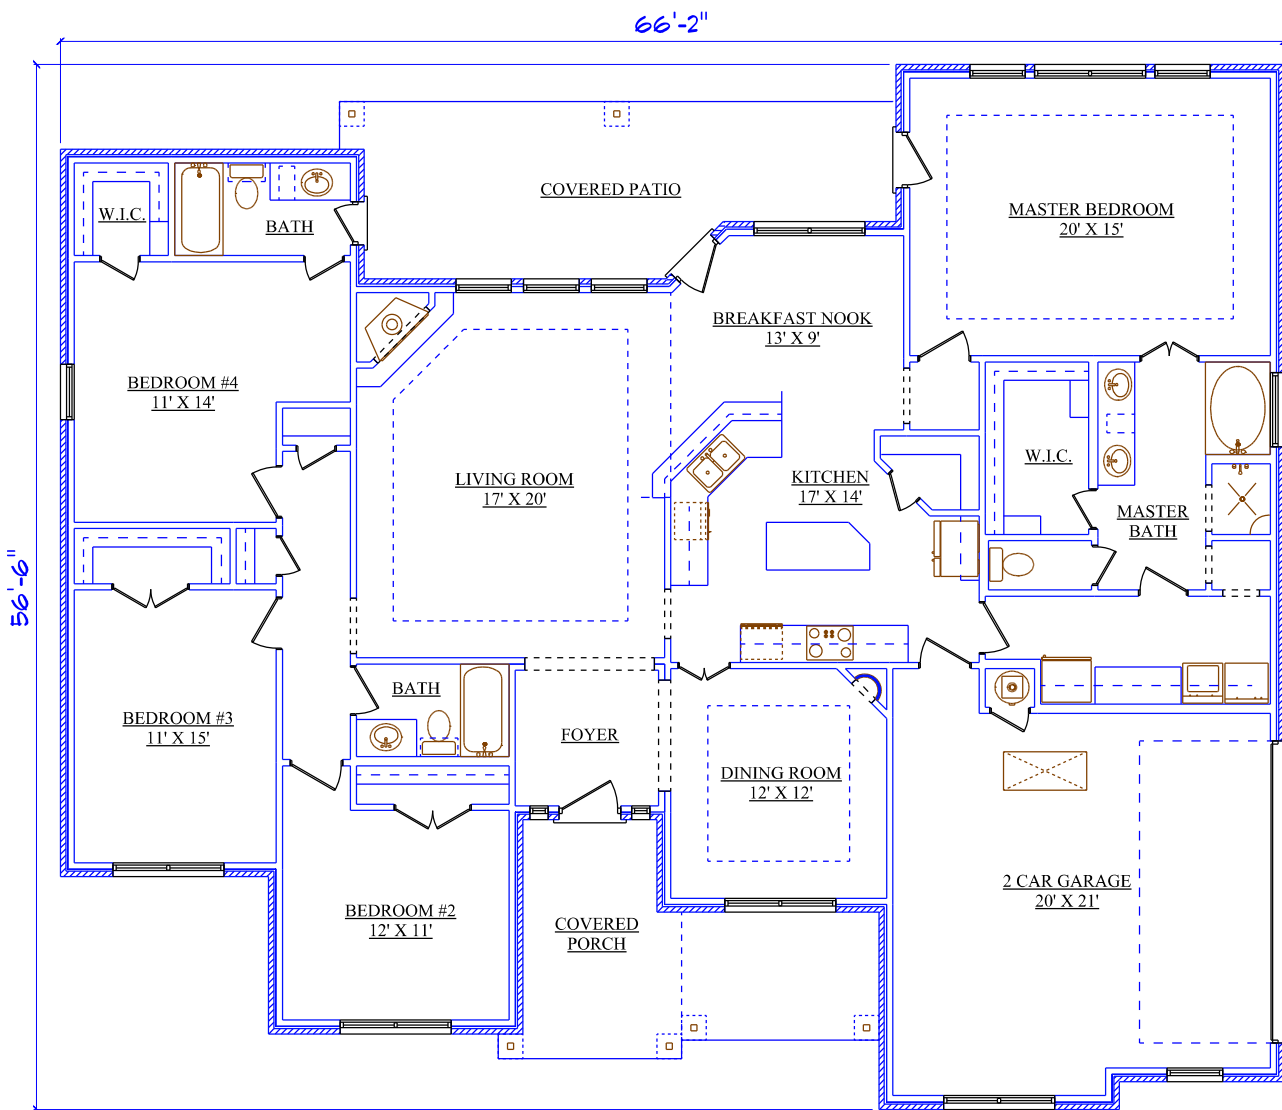 66'-2"
56'-6"
COVERED PATIO
MASTER BEDROOM
20' X 15'
W.I.C.
BATH
BREAKFAST NOOK
13' X 9'
BEDROOM #4
11' X 14'
LIVING ROOM
17' X 20'
KITCHEN
17' X 14'
W.I.C.
MASTER
BATH
BATH
BEDROOM #3
11' X 15'
FOYER
DINING ROOM
12' X 12'
2 CAR GARAGE
20' X 21'
BEDROOM #2
12' X 11'
COVERED
PORCH